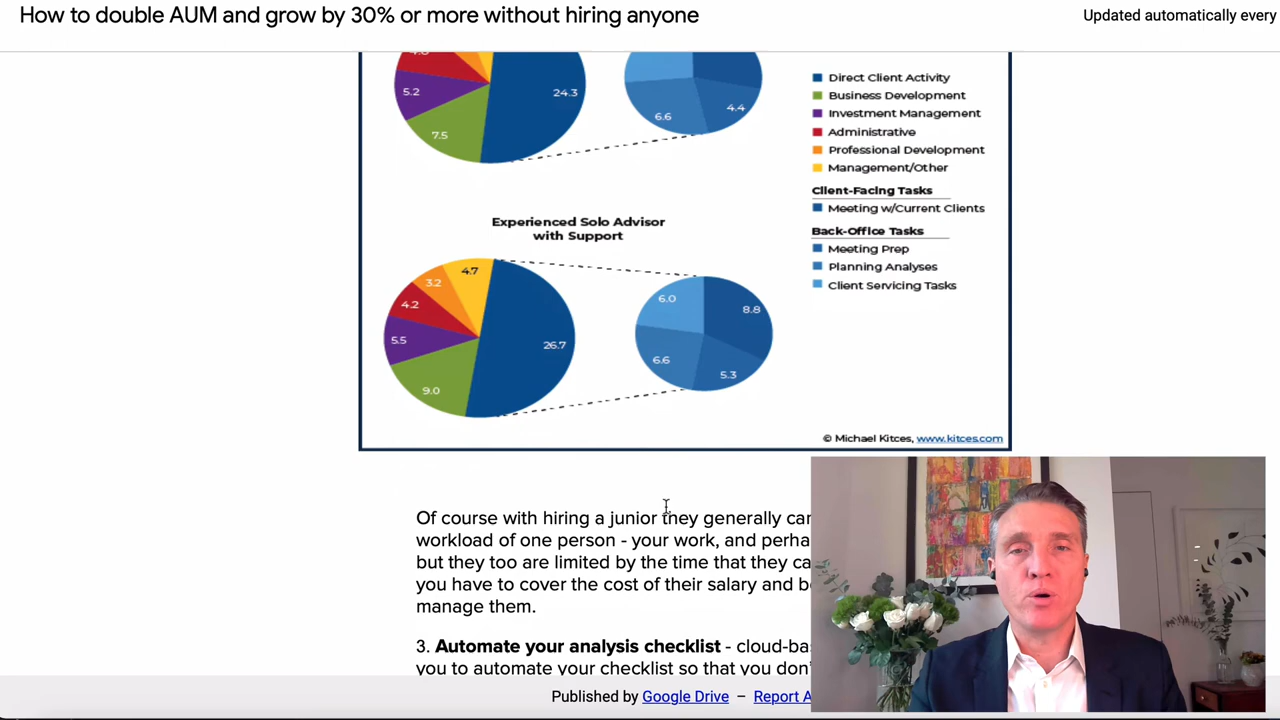 How to double AUM and grow by 30% or more without hiring anyone
Updated automatically every
24.3
5.2
7.5
6.6
4.4
Direct Client Activity
Business Development
Investment Management
Administrative
Professional Development
Management/Other
Client-Facing Tasks
Meeting w/Current Clients
Back-Office Tasks
Meeting Prep
Planning Analyses
Client Servicing Tasks
Experienced Solo Advisor
with Support
4.7
3.2
4.2
5.5
9.0
26.7
6.0
8.8
6.6
5.3
© Michael Kitces, www.kitces.com
Of course with hiring a junior they generally can
workload of one person - your work, and perha
but they too are limited by the time that they ca
you have to cover the cost of their salary and b
manage them.
3. Automate your analysis checklist - cloud-ba
you to automate your checklist so that you don'
Published by Google Drive – Report A